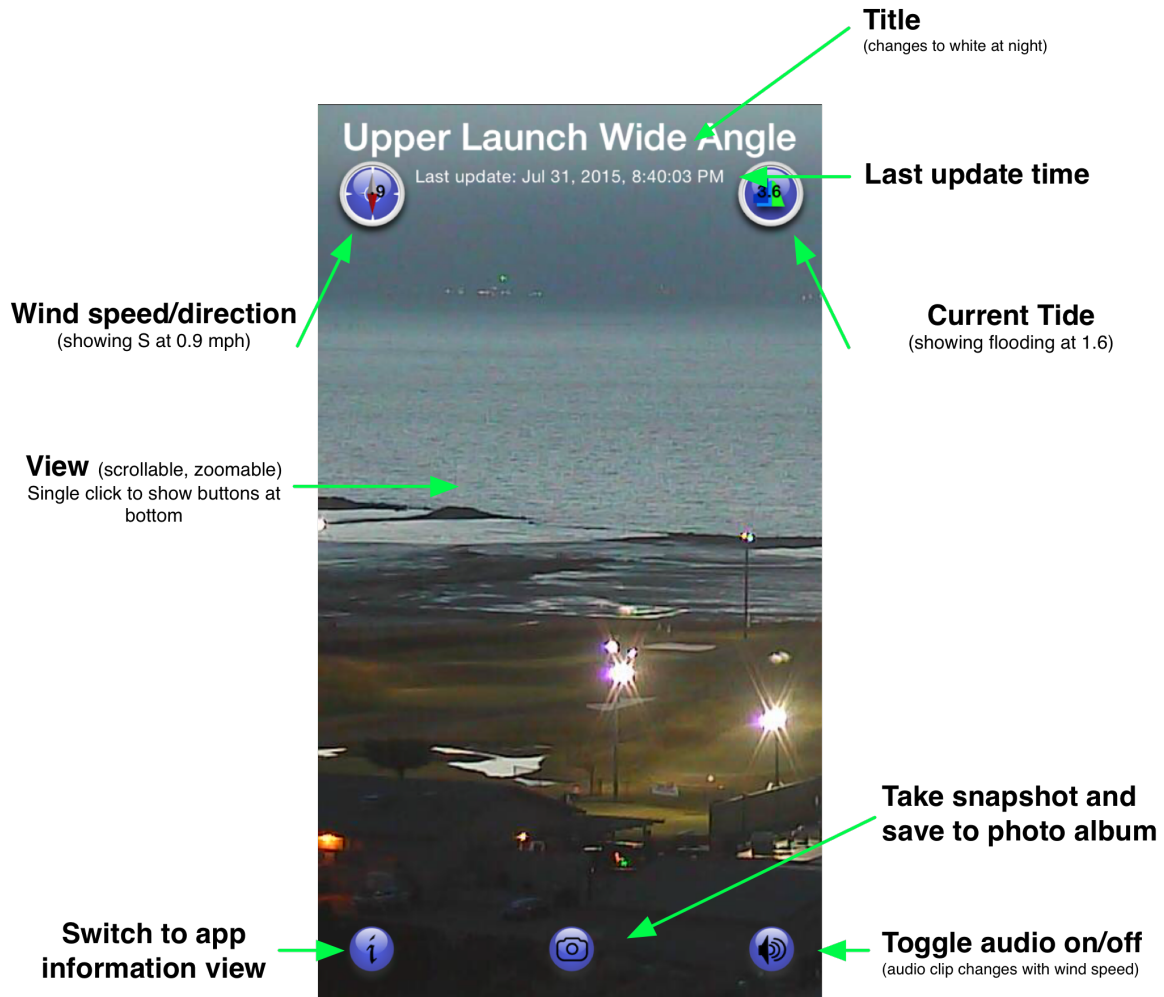 Title
(changes to white at night)
Upper Launch Wide Angle
Last update: Jul 31, 2015, 8:40:03 PM
Last update time
.9
3.6
Wind speed/direction
(showing S at 0.9 mph)
Current Tide
(showing flooding at 1.6)
View (scrollable, zoomable)
Single click to show buttons at
bottom
Take snapshot and
save to photo album
Switch to app
information view
i
Toggle audio on/off
(audio clip changes with wind speed)